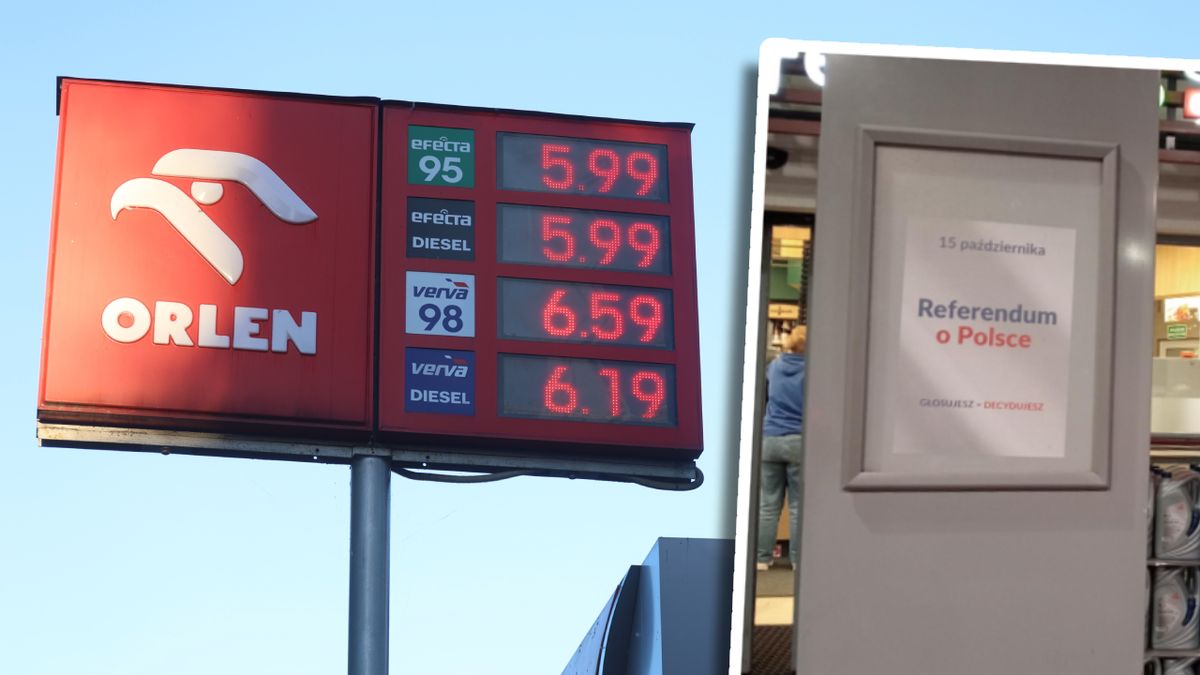 ORLEN
efecta
95
5.99
efecta
DIESEL
5.99
verva
98
6.59
verva
DIESEL
6.19
15 października
Referendum
o Polsce
GŁOSUJESZ - DECYDUJESZ